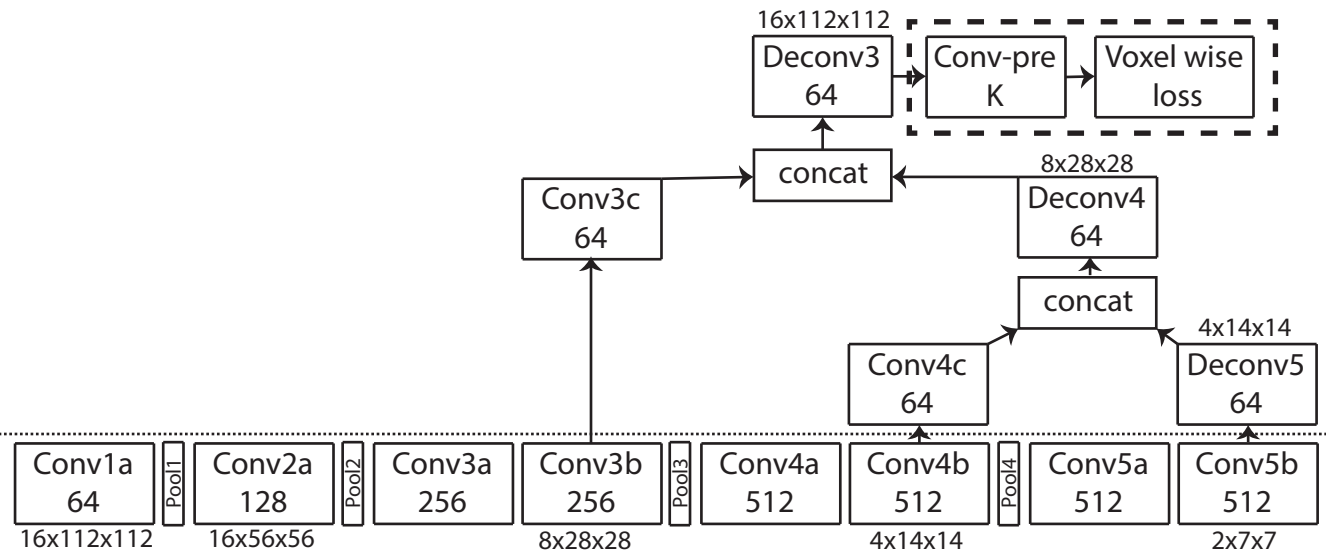 16x112x112
Deconv3
64
Conv-pre
K
Voxel wise
loss
concat
8x28x28
Conv3c
64
Deconv4
64
concat
4x14x14
Conv4c
64
Deconv5
64
Conv1a
64
Pool1
Conv2a
128
Pool2
Conv3a
256
Conv3b
256
Pool3
Conv4a
512
Conv4b
512
Pool4
Conv5a
512
Conv5b
512
16x112x112
16x56x56
8x28x28
4x14x14
2x7x7